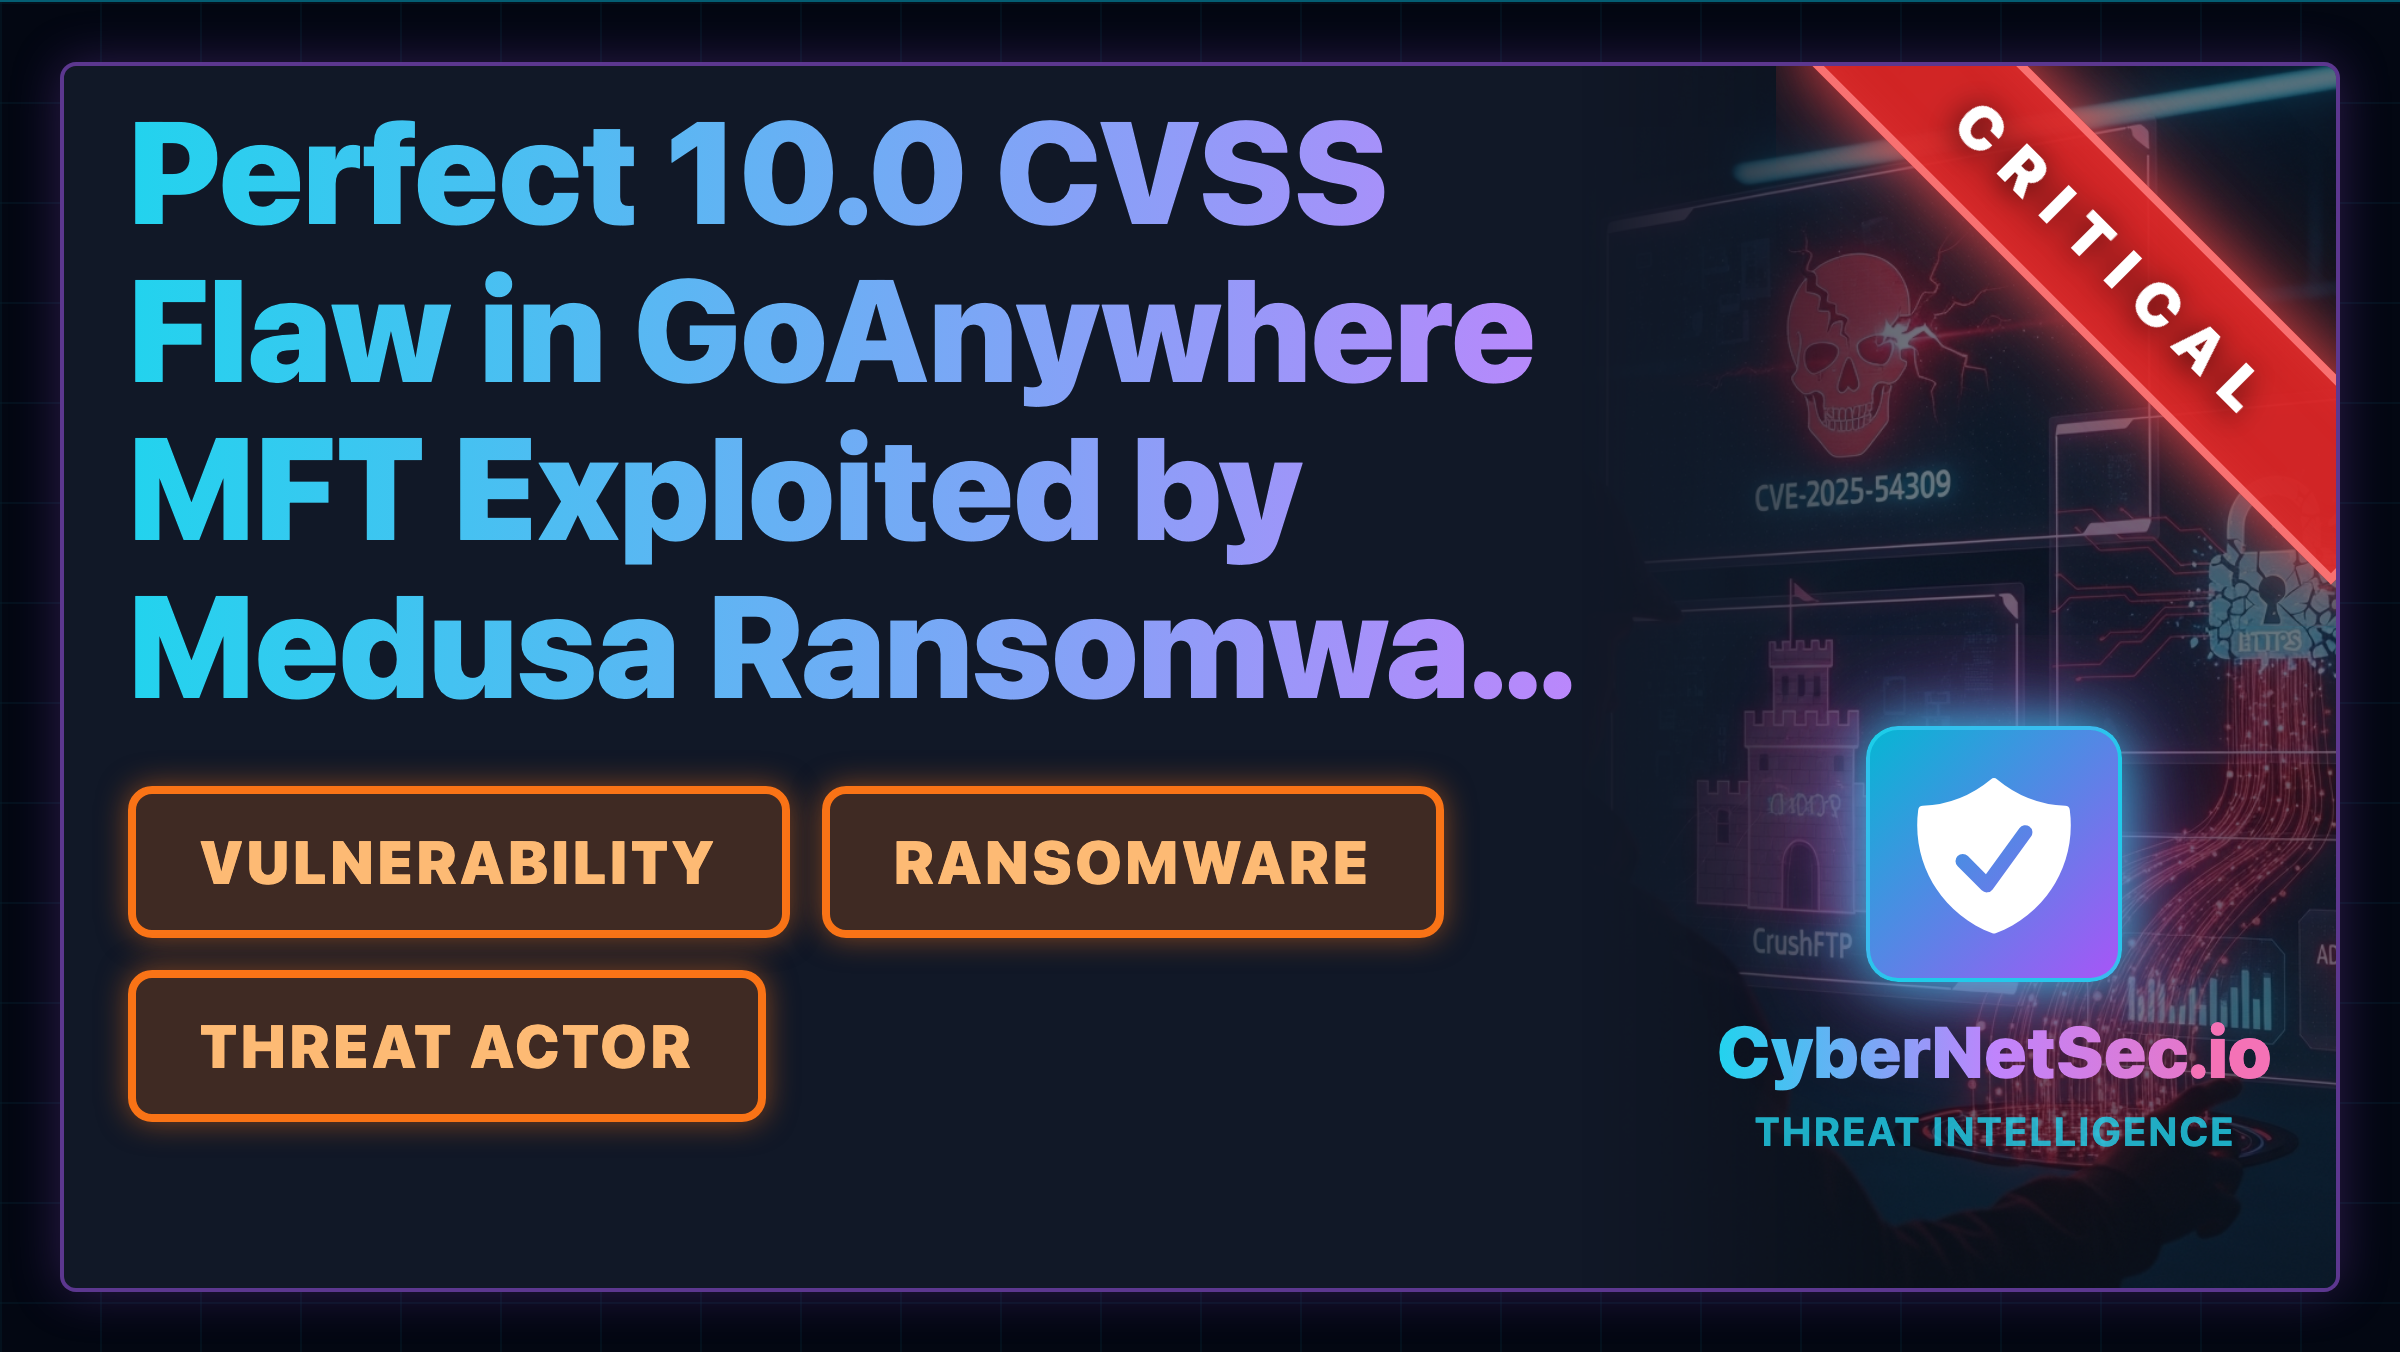 Perfect 10.0 CVSS
Flaw in GoAnywhere
MFT Exploited by
Medusa Ransomwa...
CRITICAL
CVE-2025-54309
HTTPS
VULNERABILITY
RANSOMWARE
THREAT ACTOR
CrushFTP
AD
CyberNetSec.io
THREAT INTELLIGENCE